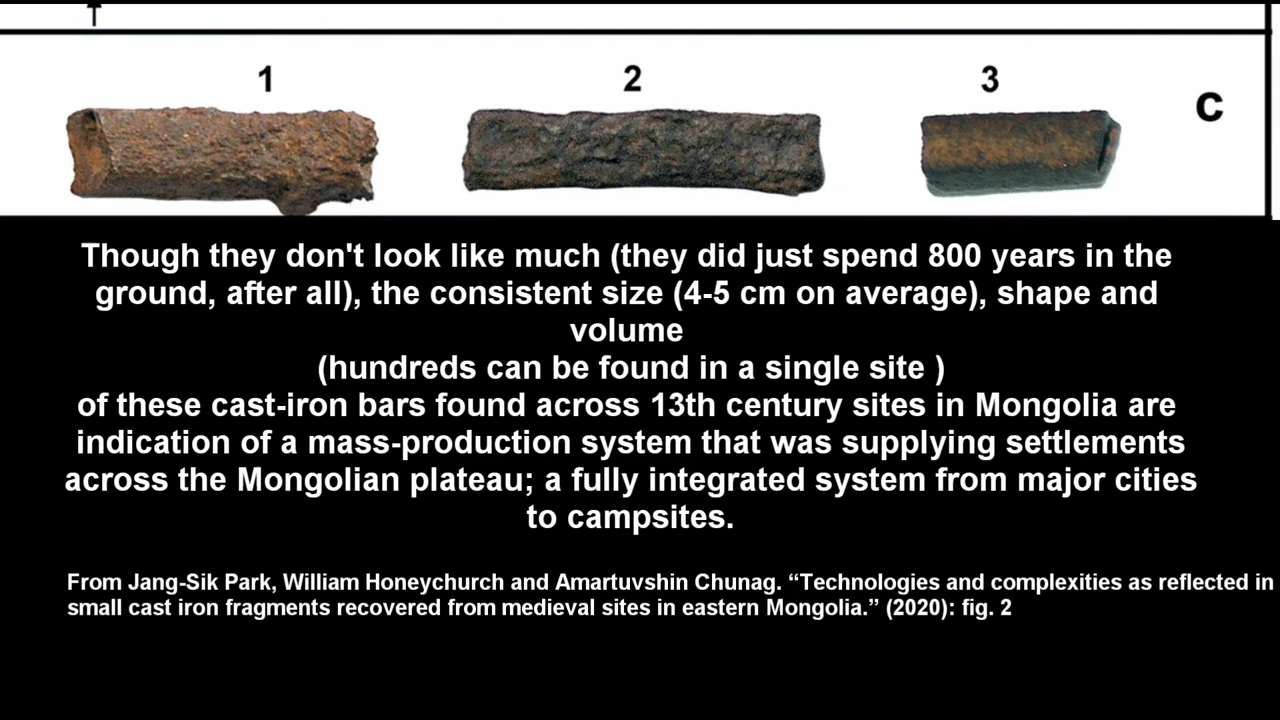 1 2 3
C
Though they don't look like much (they did just spend 800 years in the
ground, after all), the consistent size (4-5 cm on average), shape and
volume
(hundreds can be found in a single site )
of these cast-iron bars found across 13th century sites in Mongolia are
indication of a mass-production system that was supplying settlements
across the Mongolian plateau; a fully integrated system from major cities
to campsites.
From Jang-Sik Park, William Honeychurch and Amartuvshin Chunag. “Technologies and complexities as reflected in
small cast iron fragments recovered from medieval sites in eastern Mongolia.” (2020): fig. 2